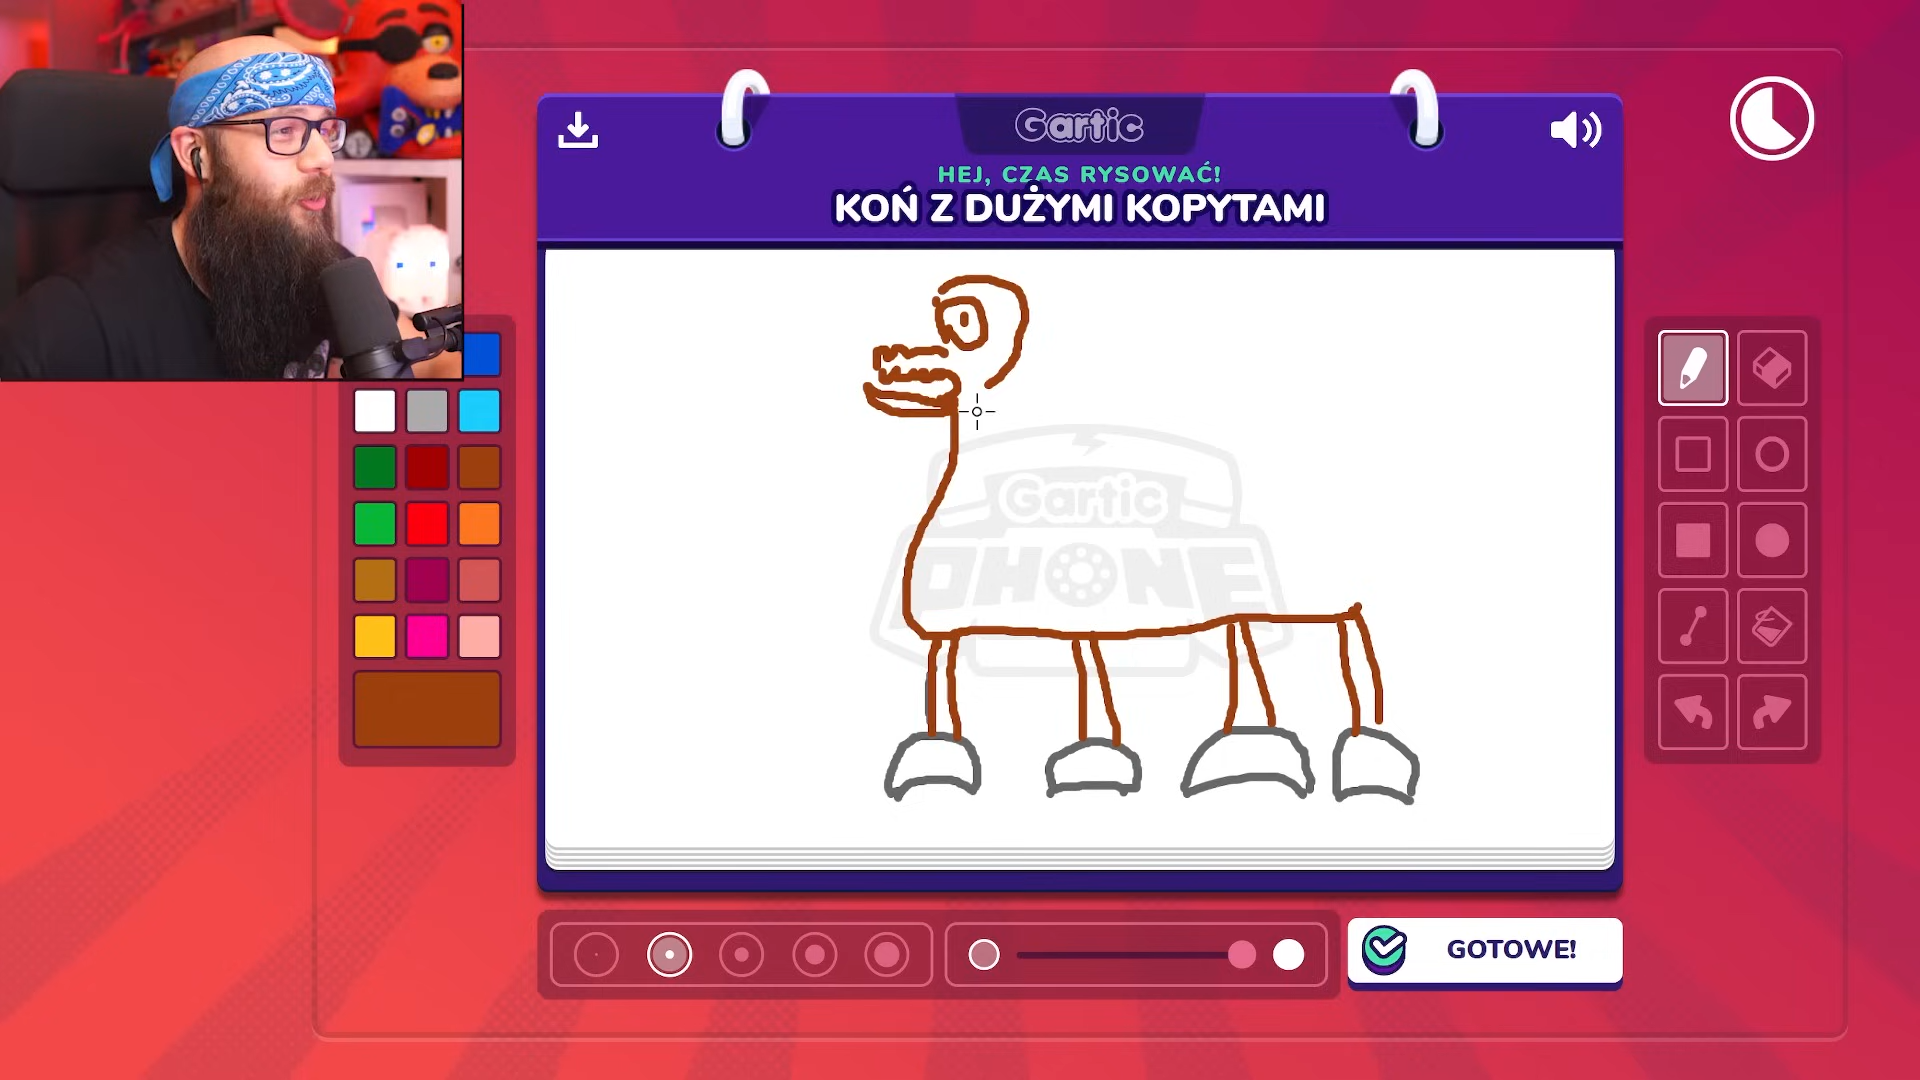 Gartic
HEJ, CZAS RYSOWAĆ!
KOŃ Z DUŻYMI KOPYTAMI
Gartic
PHONE
GOTOWE!